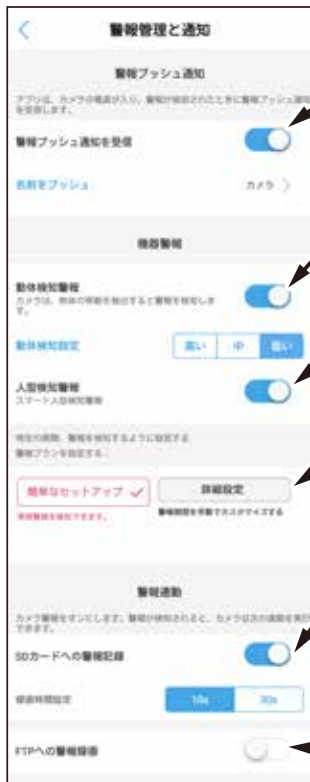 警報管理と通知
警報プッシュ通知
アプリは、カメラの電源が入り、警報が検出されたときに警報プッシュ通知
を受信します。
警報プッシュ通知を受信
名前をプッシュ
カメラ
機器警報
動体検知警報
カメラは、物体の移動を検出すると警報を検知しま
す。
動体検知設定
高い 中 低い
人型検知警報
スマート人型検知警報
特定の期間、警報を検知するように設定する
警報プランを設定する
簡単なセットアップ
詳細設定
警報期間を手動でカスタマイズする
警報連動
カメラ警報をオンにします。警報が検知されると、カメラは次の連動を実行
できます。
SDカードへの警報記録
録画時間設定
10s 30s
FTPへの警報録画